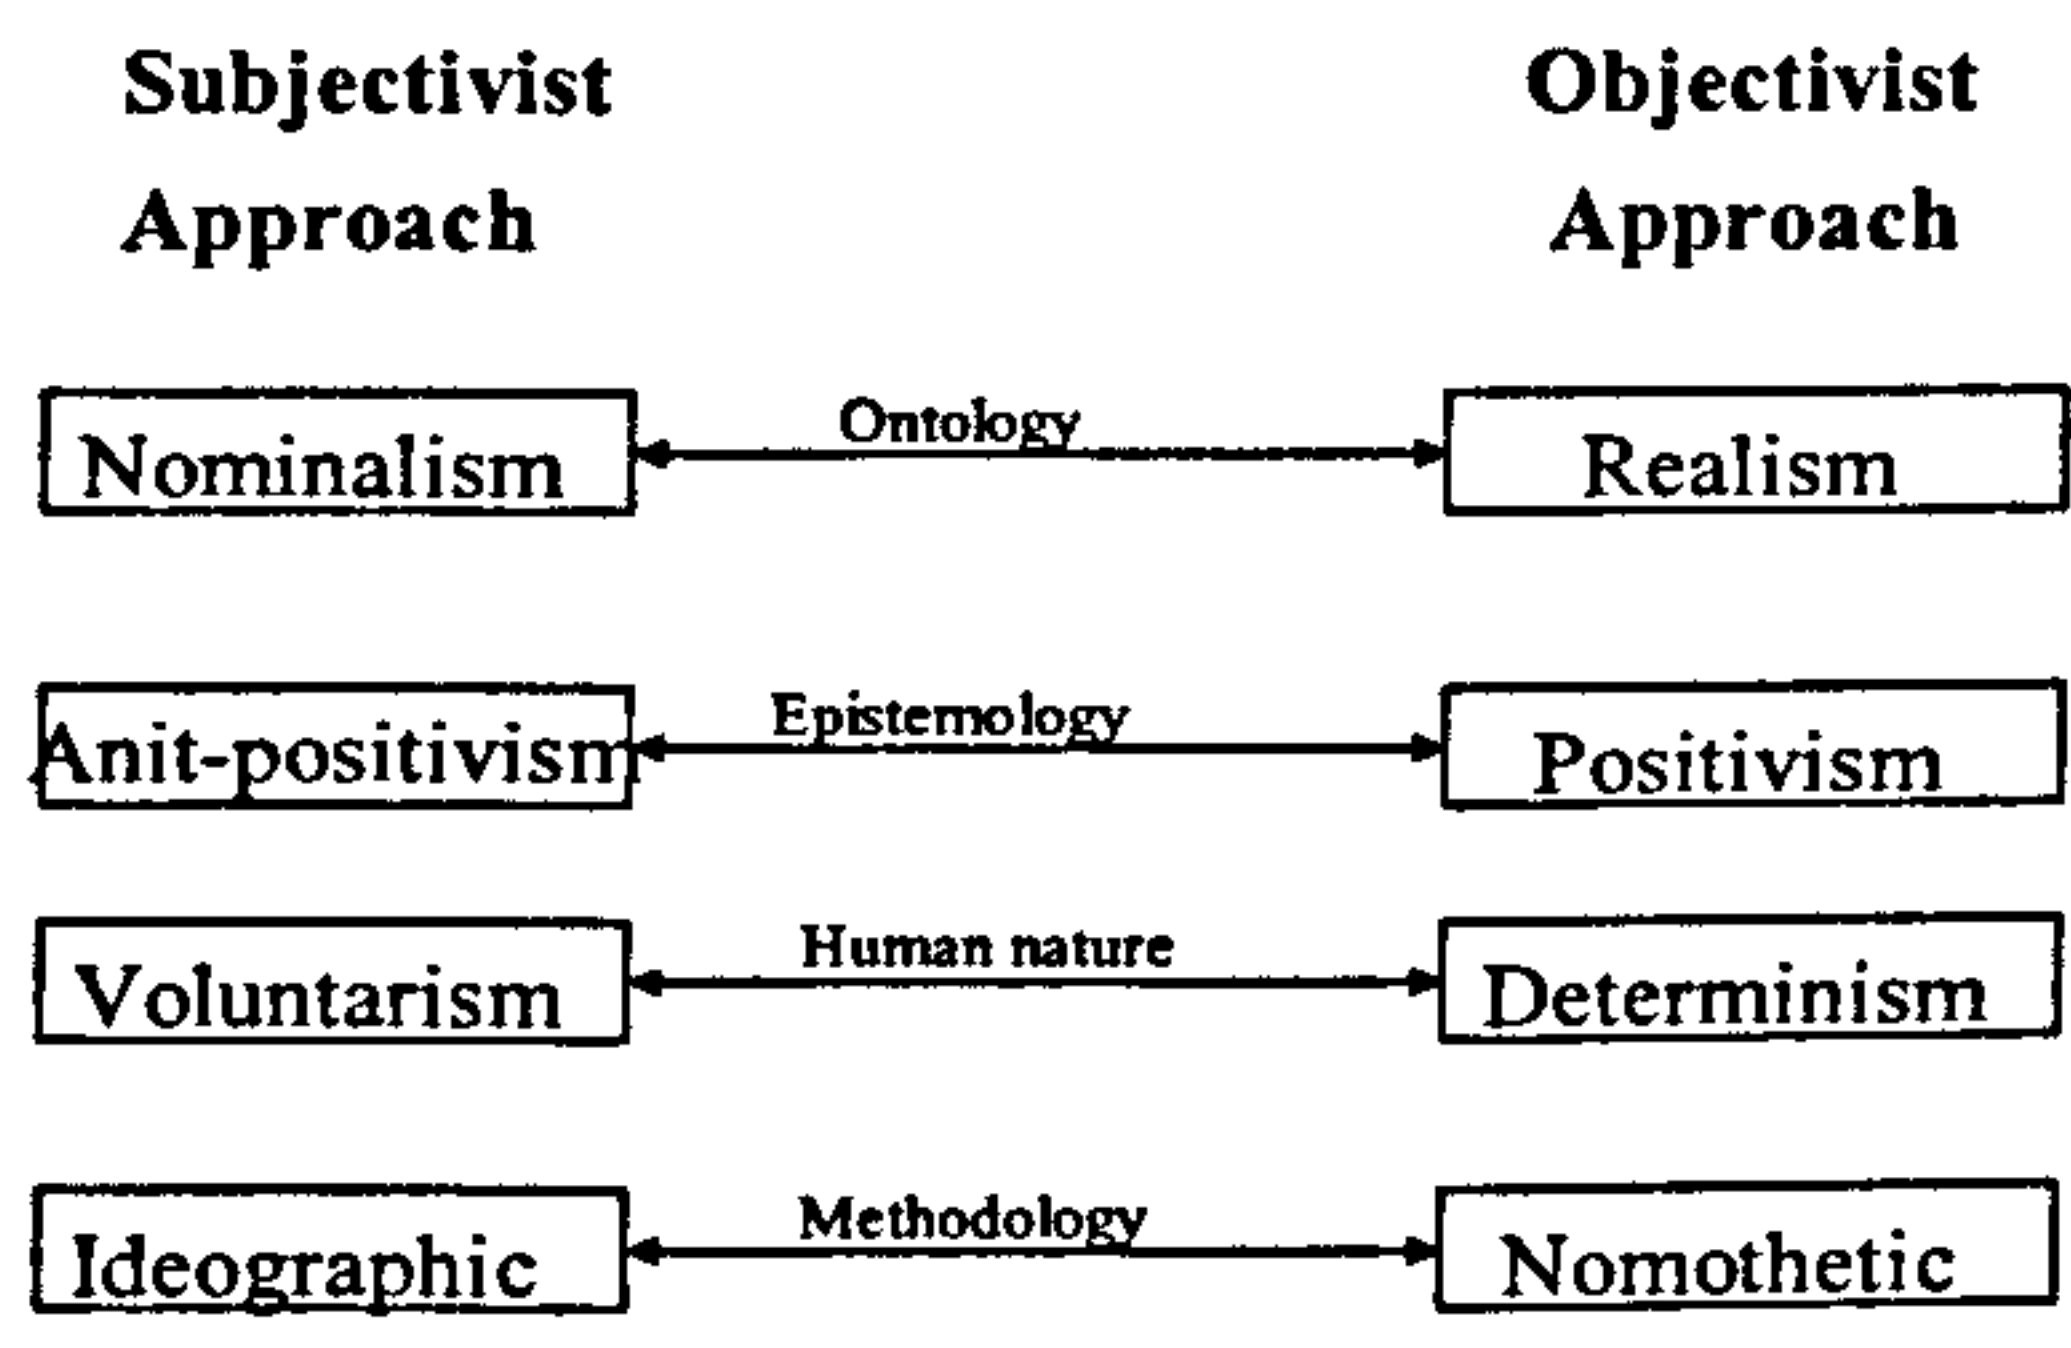 Subjectivist
Approach
Objectivist
Approach
Nominalism
Ontology
Realism
Anit-positivism
Epistemology
Positivism
Voluntarism
Human nature
Determinism
Ideographic
Methodology
Nomothetic